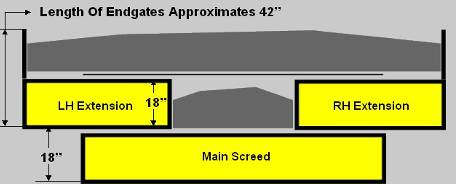 Length Of Endgates Approximates 42”
LH Extension
18”
RH Extension
18”
Main Screed